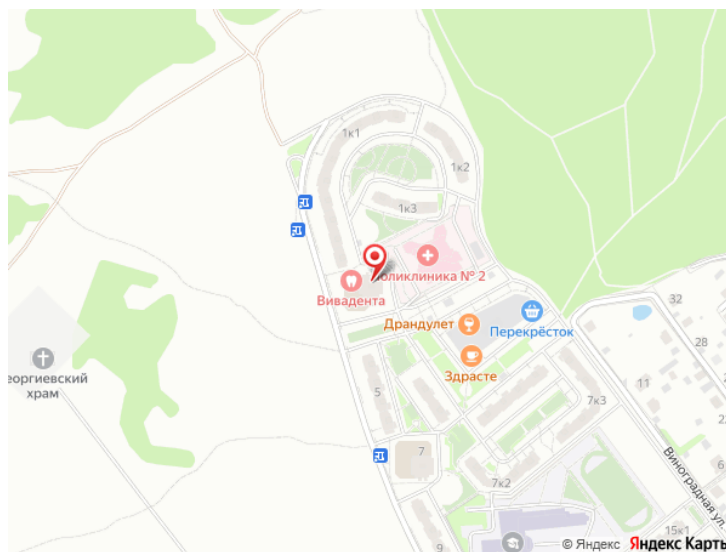 1к1
1к2
1к3
оликлиника № 2
Вивадента
Драндулет
Перекрёсток
Здрасте
32
28
11
еоргиевский
храм
5
7к3
7
7к2
Виноградная ул.
15к1
9
© Яндекс Яндекс Карты